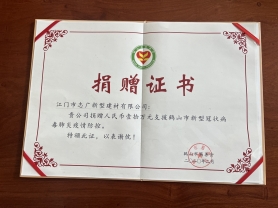 捐赠证书
江门市志广新型建材有限公司:
贵公司捐赠人民币壹拾万元支援鹤山市新型冠状病
毒肺炎疫情防控。
特颁此证,以表谢忱!